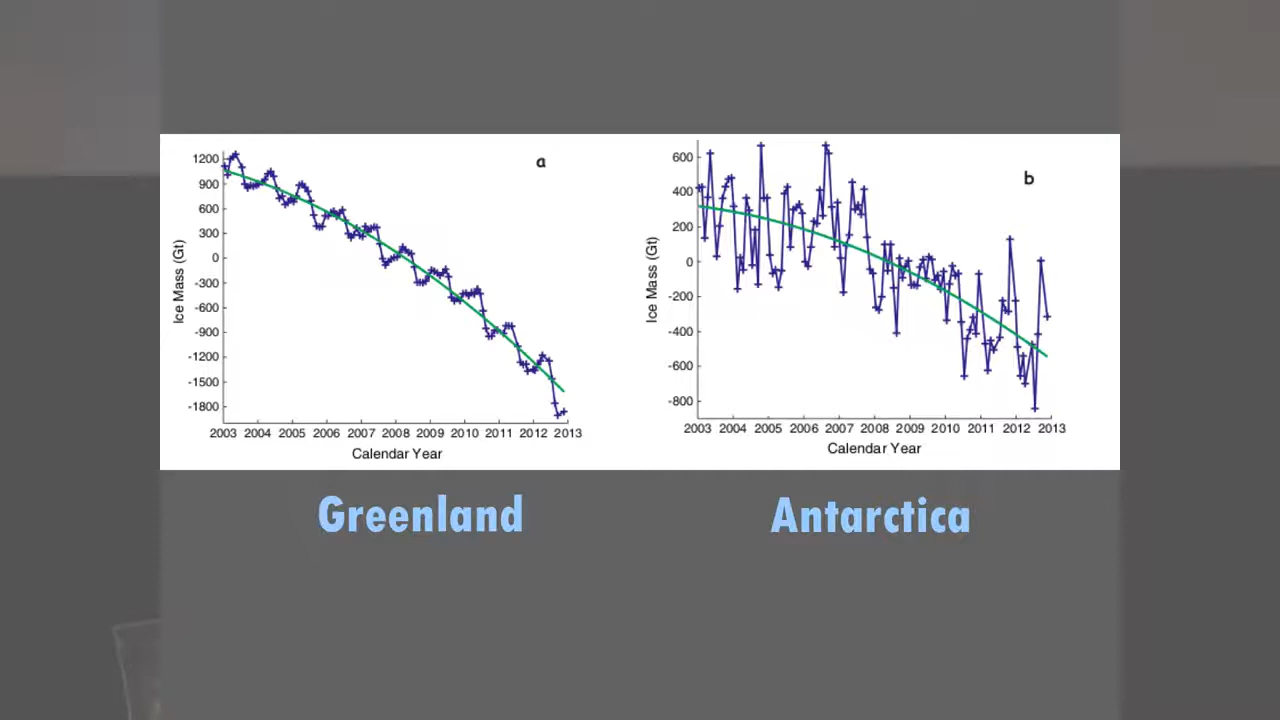 a
1200
900
600
300
0
-300
-600
-900
-1200
-1500
-1800
Ice Mass (Gt)
2003 2004 2005 2006 2007 2008 2009 2010 2011 2012 2013
Calendar Year
b
600
400
200
0
-200
-400
-600
-800
Ice Mass (Gt)
2003 2004 2005 2006 2007 2008 2009 2010 2011 2012 2013
Calendar Year
Greenland
Antarctica